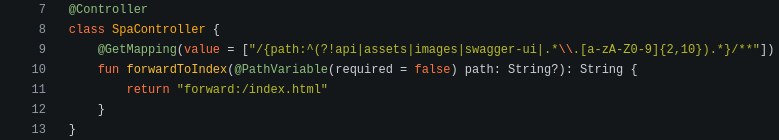 7 @Controller
8 class SpaController {
9 @GetMapping(value = ["/{path:^(?!api|assets|images|swagger-ui|.*\\.[a-zA-Z0-9]{2,10}).*}/**"])
10 fun forwardToIndex(@PathVariable(required = false) path: String?): String {
11 return "forward:/index.html"
12 }
13 }